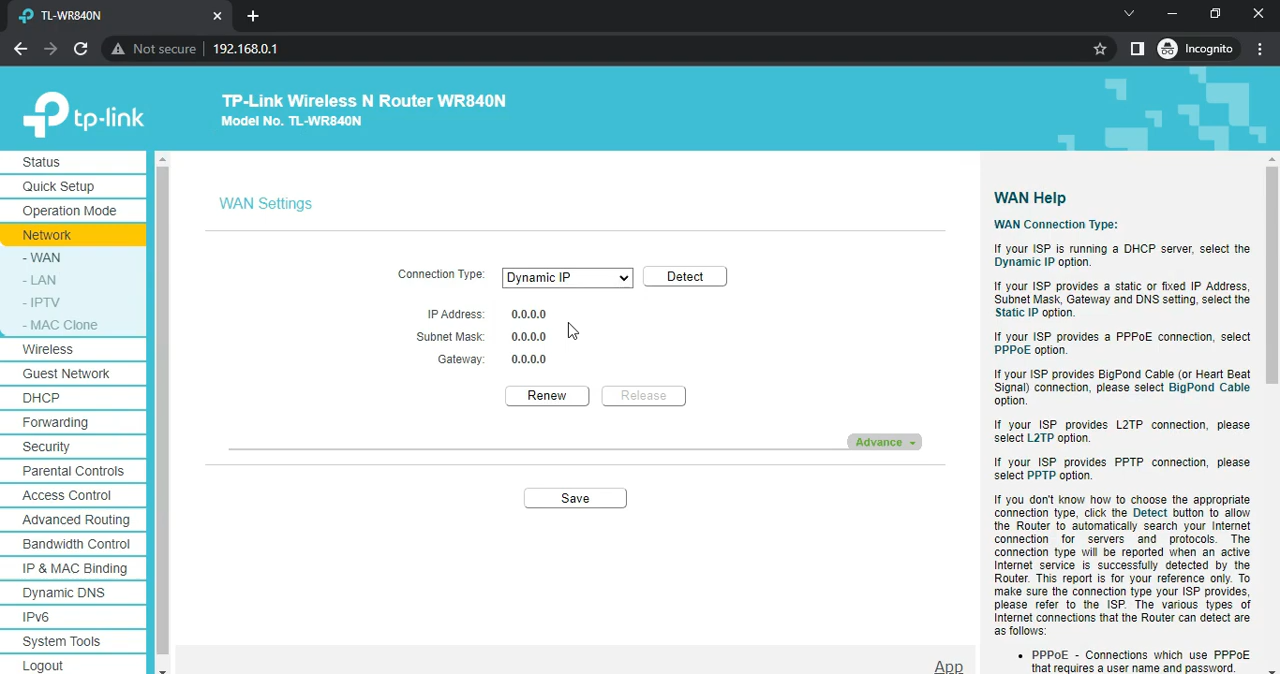 TL-WR840N
Not secure
192.168.0.1
Incognito
tp-link
TP-Link Wireless N Router WR840N
Model No. TL-WR840N
Status
Quick Setup
Operation Mode
Network
- WAN
- LAN
- IPTV
- MAC Clone
Wireless
Guest Network
DHCP
Forwarding
Security
Parental Controls
Access Control
Advanced Routing
Bandwidth Control
IP & MAC Binding
Dynamic DNS
IPv6
System Tools
Logout
WAN Settings
Connection Type: Dynamic IP Detect
IP Address: 0.0.0.0
Subnet Mask: 0.0.0.0
Gateway: 0.0.0.0
Renew Release
Advance
Save
App
WAN Help
WAN Connection Type:
If your ISP is running a DHCP server, select the
Dynamic IP option.
If your ISP provides a static or fixed IP Address,
Subnet Mask, Gateway and DNS setting, select the
Static IP option.
If your ISP provides a PPPoE connection, select
PPPoE option.
If your ISP provides BigPond Cable (or Heart Beat
Signal) connection, please select BigPond Cable
option.
If your ISP provides L2TP connection, please
select L2TP option.
If your ISP provides PPTP connection, please
select PPTP option.
If you don't know how to choose the appropriate
connection type, click the Detect button to allow
the Router to automatically search your Internet
connection for servers and protocols. The
connection type will be reported when an active
Internet service is successfully detected by the
Router. This report is for your reference only. To
make sure the connection type your ISP provides,
please refer to the ISP. The various types of
Internet connections that the Router can detect are
as follows:
• PPPoE - Connections which use PPPoE
that requires a user name and password.